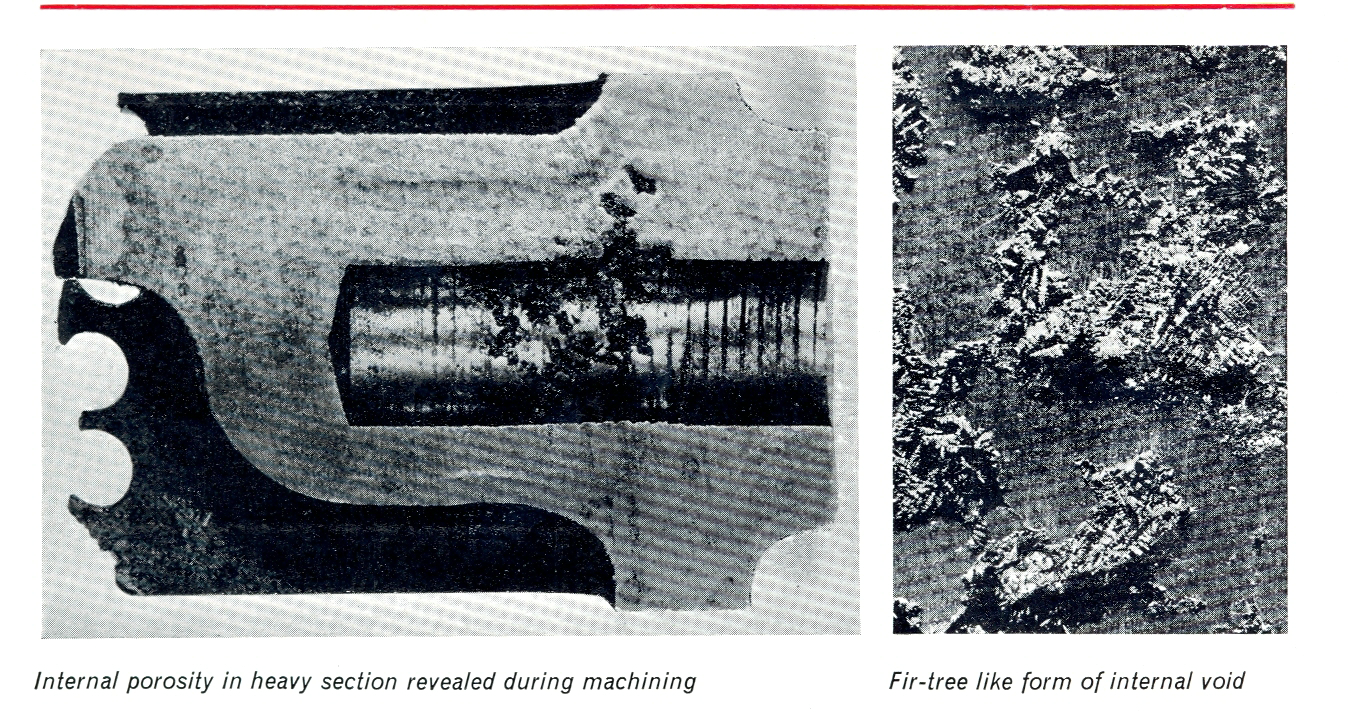 Internal porosity in heavy section revealed during machining
Fir-tree like form of internal void